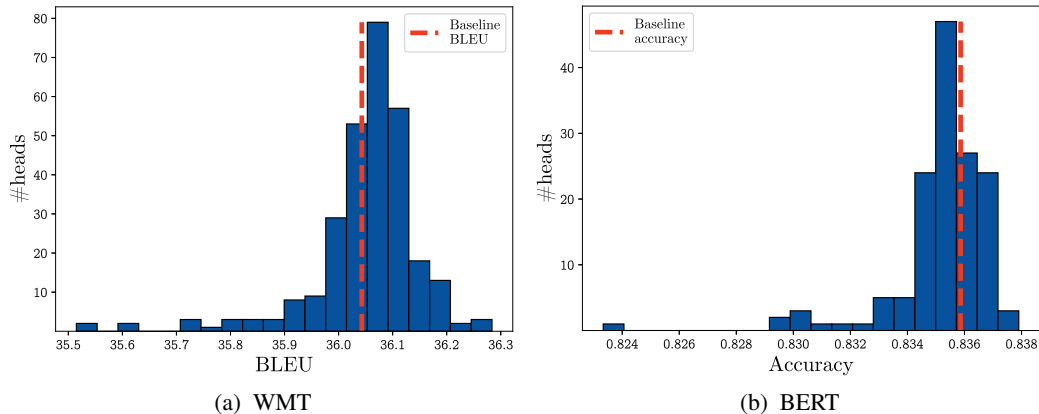 80
70
60
50
40
30
20
10
#heads
Baseline
BLEU
35.5 35.6 35.7 35.8 35.9 36.0 36.1 36.2 36.3
BLEU
(a) WMT
40
30
20
10
#heads
Baseline
accuracy
0.824 0.826 0.828 0.830 0.832 0.834 0.836 0.838
Accuracy
(b) BERT